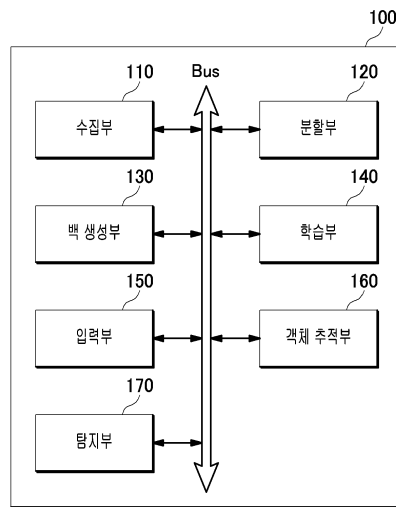 100
110
Bus
120
수집부
분할부
130
140
백 생성부
학습부
150
160
입력부
객체 추적부
170
탐지부